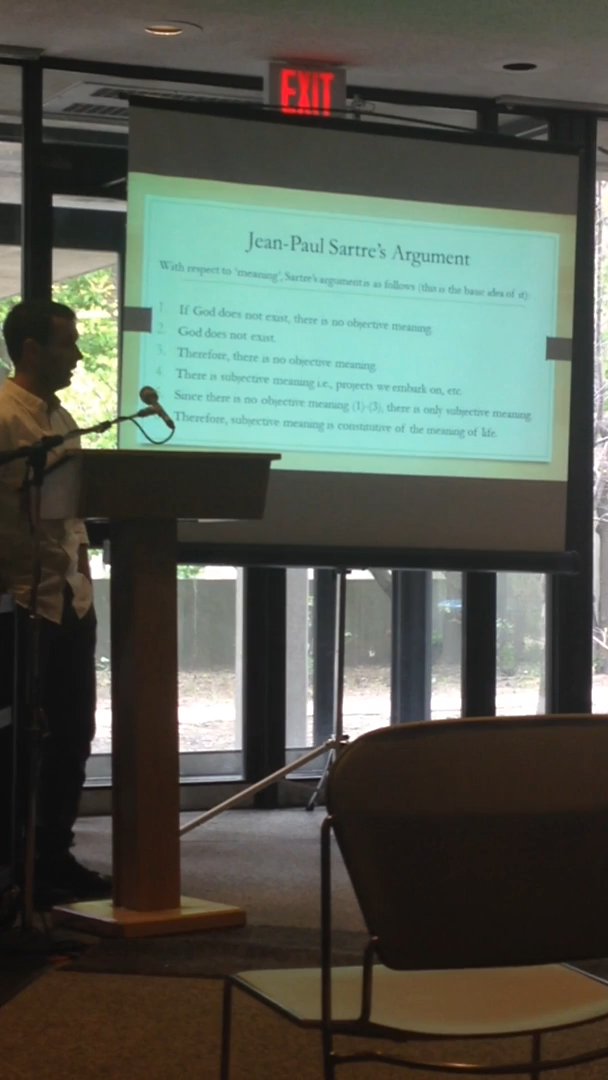 EXIT
Jean-Paul Sartre's Argument
With respect to 'meaning', Sartre's argument is as follows (this is the basic idea of it):
1. If God does not exist, there is no objective meaning.
2. God does not exist.
3. Therefore, there is no objective meaning.
4. There is subjective meaning i.e., projects we embark on, etc.
Since there is no objective meaning (1)-(3), there is only subjective meaning.
Therefore, subjective meaning is constitutive of the meaning of life.